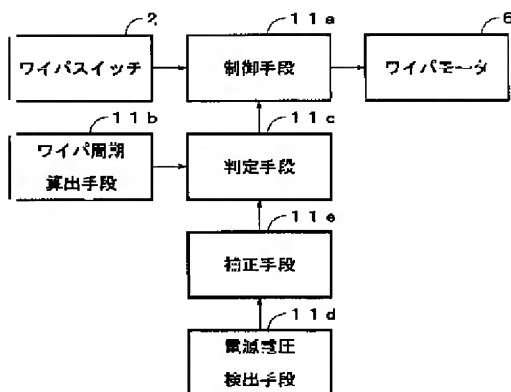 2
11a
6
ワイパスイッチ
制御手段
ワイパモータ
11b
11c
ワイパ周期
算出手段
判定手段
11e
補正手段
11d
電源電圧
検出手段